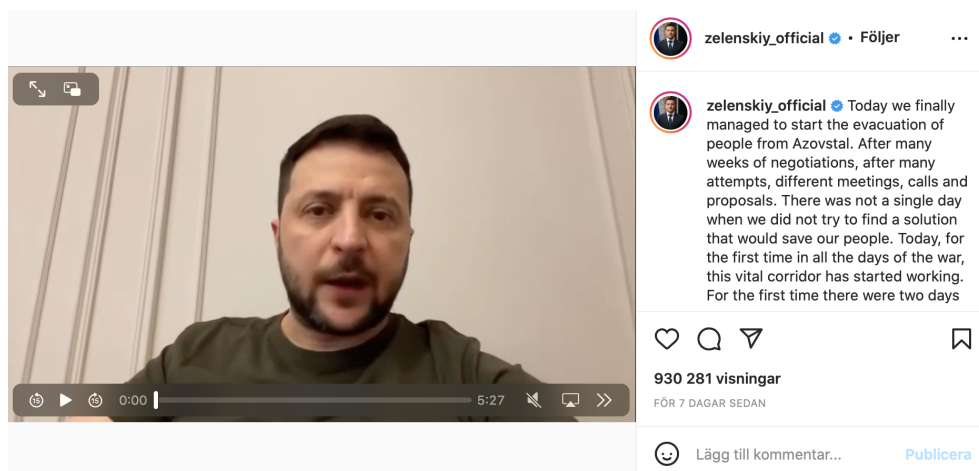 zelenskiy_official • Följer
zelenskiy_official Today we finally
managed to start the evacuation of
people from Azovstal. After many
weeks of negotiations, after many
attempts, different meetings, calls and
proposals. There was not a single day
when we did not try to find a solution
that would save our people. Today, for
the first time in all the days of the war,
this vital corridor has started working.
For the first time there were two days
15 15 0:00 5:27
930 281 visningar
FÖR 7 DAGAR SEDAN
Lägg till kommentar... Publicera